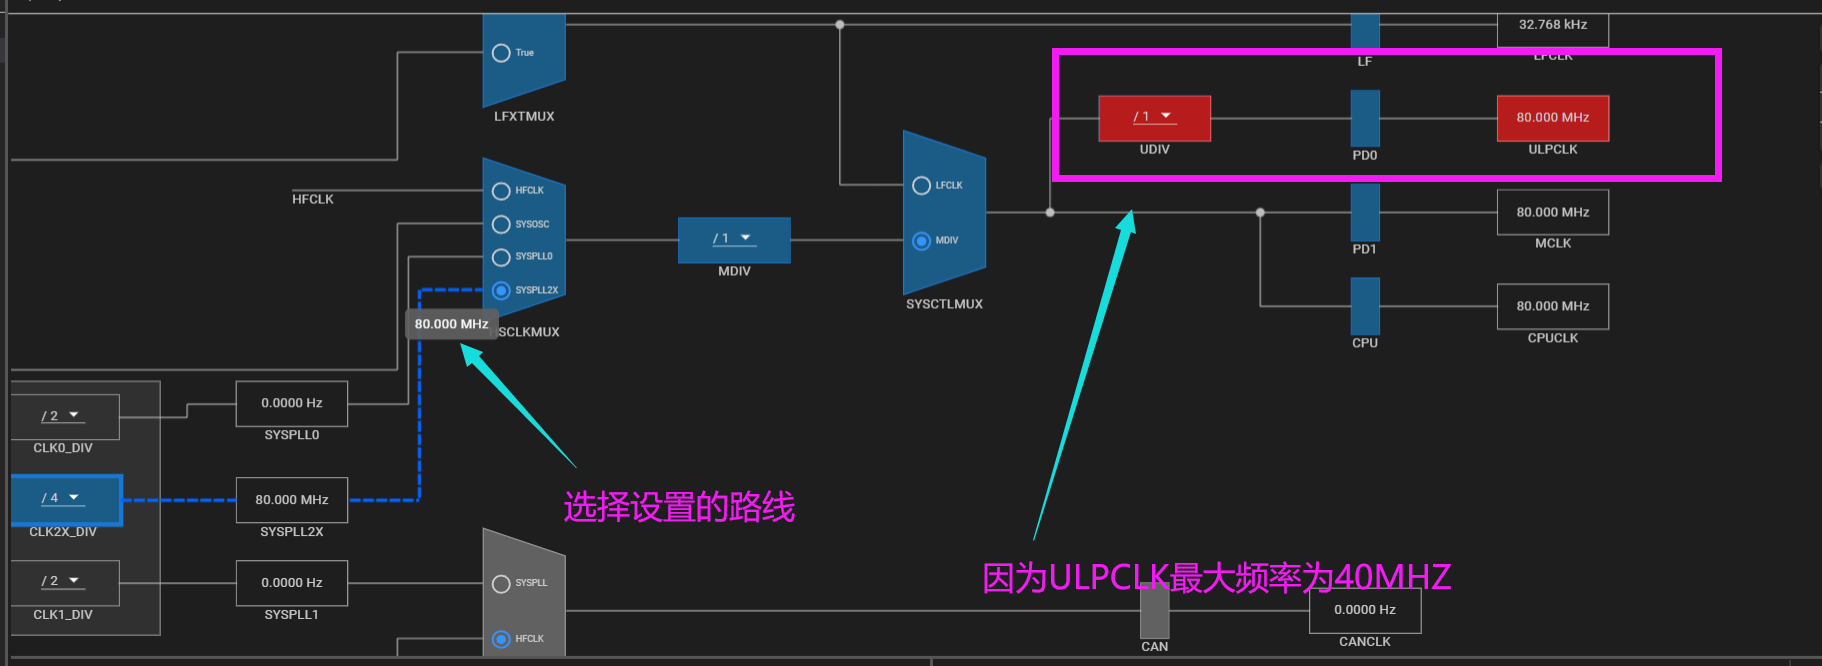 32.768 kHz
True
LF
LFCLK
/ 1
80.000 MHz
LFXTMUX
UDIV
PD0
ULPCLK
HFCLK
HFCLK
LFCLK
SYSOSC
80.000 MHz
/ 1
MDIV
SYSPLL0
PD1
MCLK
MDIV
SYSPLL2X
SYSCTLMUX
80.000 MHz
80.000 MHz
SCLKMUX
CPU
CPUCLK
/ 2
0.0000 Hz
CLK0_DIV
SYSPLL0
/ 4
80.000 MHz
选择设置的路线
CLK2X_DIV
SYSPLL2X
因为ULPCLK最大频率为40MHZ
/ 2
0.0000 Hz
SYSPLL
CLK1_DIV
SYSPLL1
0.0000 Hz
HFCLK
CAN
CANCLK